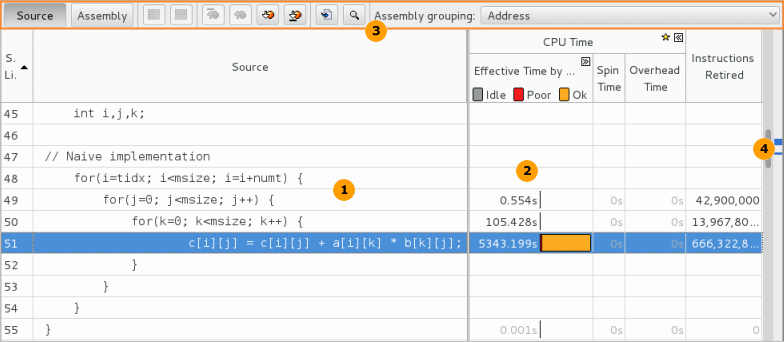 Source Assembly Assembly grouping: Address
3
S. Li. Source CPU Time Instructions Retired
Effective Time by ... Spin Time Overhead Time
Idle Poor Ok
45 int i,j,k;
46
47 // Naive implementation
48 for(i=tidx; i<msize; i=i+numt) {
49 for(j=0; j<msize; j++) { 0.554s 0s 0s 42,900,000
50 for(k=0; k<msize; k++) { 105.428s 0s 0s 13,967,80...
51 c[i][j] = c[i][j] + a[i][k] * b[k][j]; 5343.199s 0s 0s 666,322,8...
52 }
53 }
54 }
55 } 0.001s 0s 0s 0
1
2
4